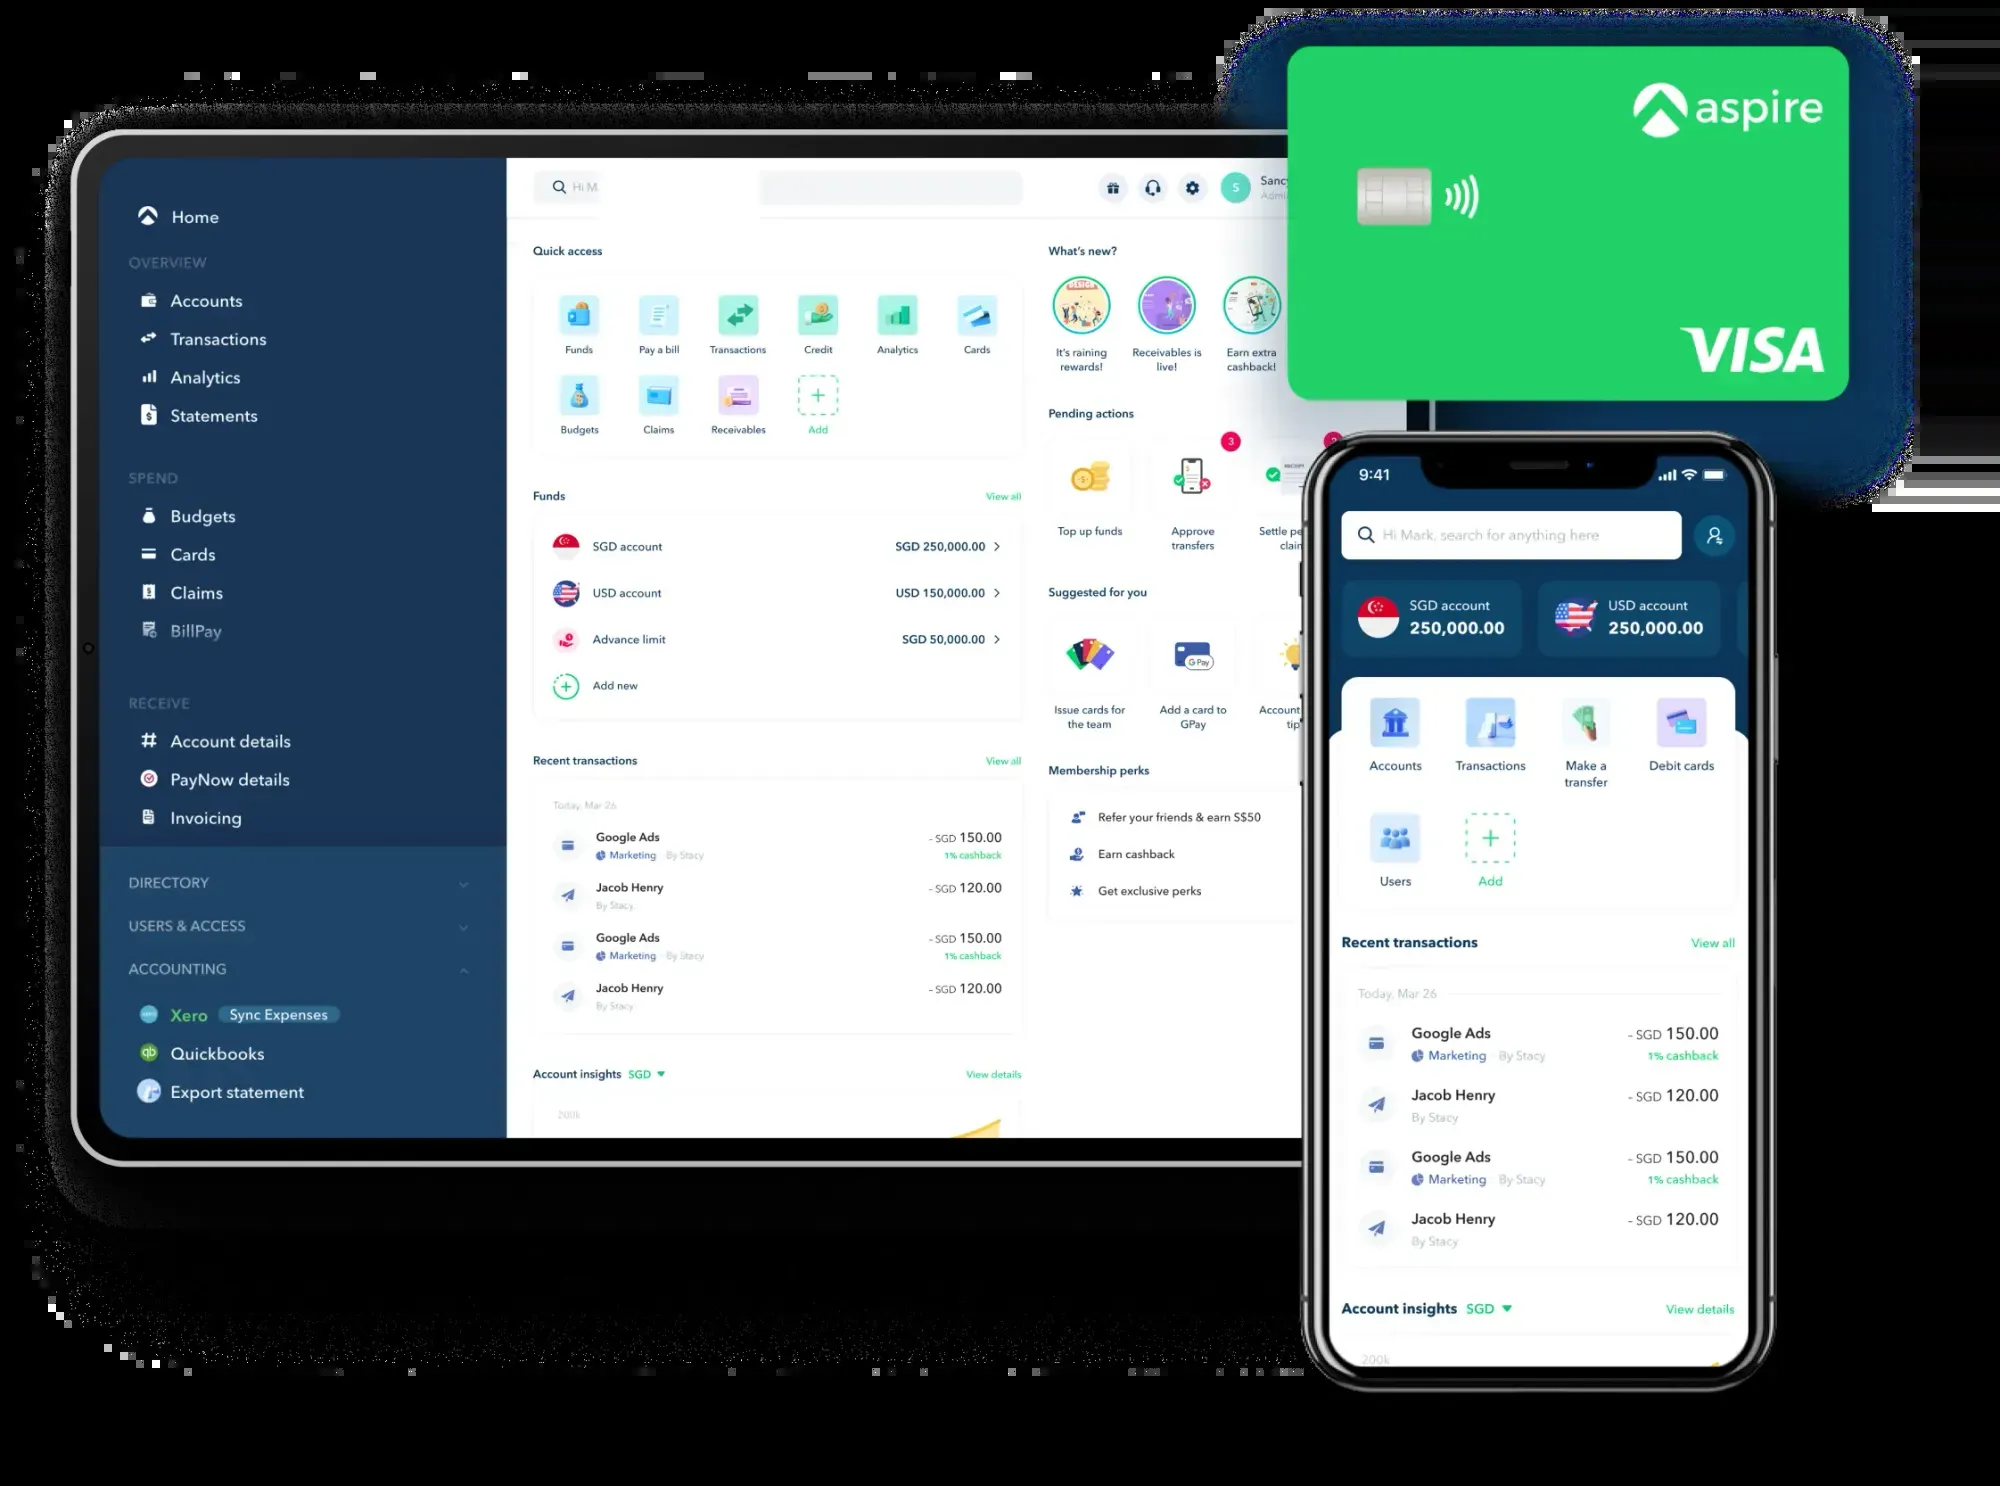 Home
OVERVIEW
Accounts
Transactions
Analytics
Statements
SPEND
Budgets
Cards
Claims
BillPay
RECEIVE
Account details
PayNow details
Invoicing
DIRECTORY
USERS & ACCESS
ACCOUNTING
Xero Sync Expenses
Quickbooks
Export statement
Hi M
S
Quick access
Funds
Pay a bill
Transactions
Credit
Analytics
Cards
Budgets
Claims
Receivables
Add
Funds View all
SGD account SGD 250,000.00
USD account USD 150,000.00
Advance limit SGD 50,000.00
Add new
Recent transactions View all
Today, Mar 26
Google Ads - SGD 150.00
Marketing By Stacy 1% cashback
Jacob Henry - SGD 120.00
By Stacy
Google Ads - SGD 150.00
Marketing By Stacy 1% cashback
Jacob Henry - SGD 120.00
By Stacy
Account insights SGD View details
200k
What's new?
DESIGN
It's raining
rewards!
Receivables is
live!
Earn extra
cashback!
Pending actions
3
Top up funds
Approve
transfers
Settle pe
clain
Suggested for you
G Pay
Issue cards for
the team
Add a card to
GPay
Account
tip
Membership perks
Refer your friends & earn S$50
Earn cashback
Get exclusive perks
aspire
VISA
9:41
Hi Mark, search for anything here
SGD account
250,000.00
USD account
250,000.00
Accounts
Transactions
Make a
transfer
Debit cards
Users
Add
Recent transactions View all
Today, Mar 26
Google Ads - SGD 150.00
Marketing By Stacy 1% cashback
Jacob Henry - SGD 120.00
By Stacy
Google Ads - SGD 150.00
Marketing By Stacy 1% cashback
Jacob Henry - SGD 120.00
By Stacy
Account insights SGD View details
200k